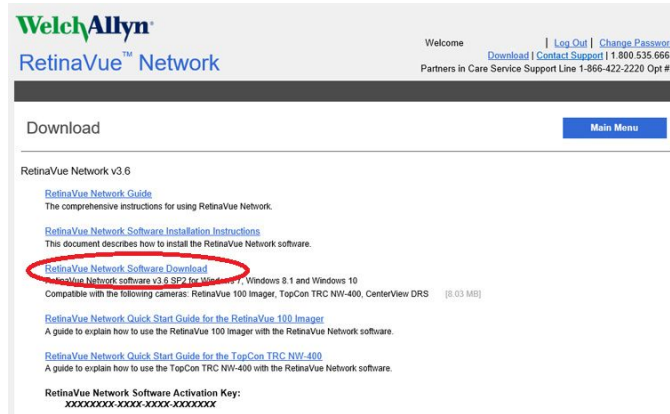 WelchAllyn®
RetinaVue™ Network
Welcome | Log Out | Change Passwor
Download | Contact Support | 1.800.535.666
Partners in Care Service Support Line 1-866-422-2220 Opt #
Download
Main Menu
RetinaVue Network v3.6
RetinaVue Network Guide
The comprehensive instructions for using RetinaVue Network.
RetinaVue Network Software Installation Instructions
This document describes how to install the RetinaVue Network software.
RetinaVue Network Software Download
RetinaVue Network software v3.6 SP2 for Windows 7, Windows 8.1 and Windows 10
Compatible with the following cameras: RetinaVue 100 Imager, TopCon TRC NW-400, CenterView DRS [8.03 MB]
RetinaVue Network Quick Start Guide for the RetinaVue 100 Imager
A guide to explain how to use the RetinaVue 100 Imager with the RetinaVue Network software.
RetinaVue Network Quick Start Guide for the TopCon TRC NW-400
A guide to explain how to use the TopCon TRC NW-400 with the RetinaVue Network software.
RetinaVue Network Software Activation Key:
XXXXXXXX-XXXX-XXXX-XXXXXXX